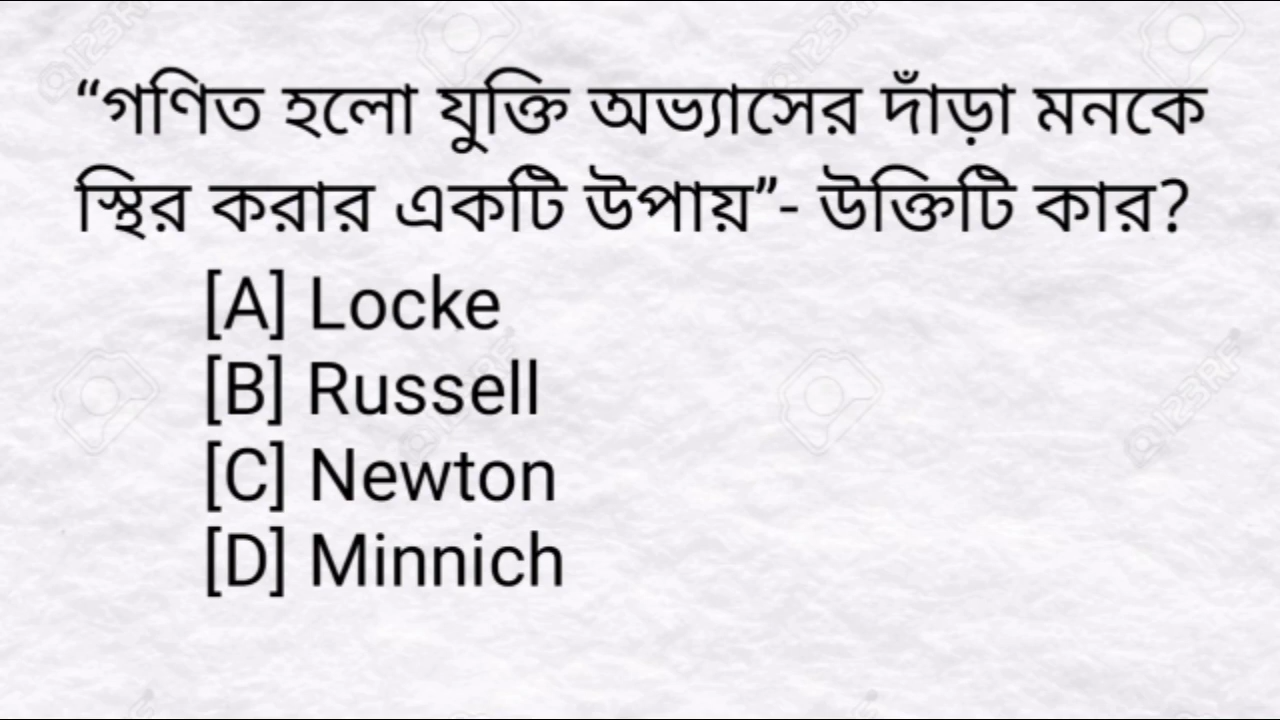 “গণিত হলো যুক্তি অভ্যাসের দাঁড়া মনকে
স্থির করার একটি উপায়”- উক্তিটি কার?
[A] Locke
[B] Russell
[C] Newton
[D] Minnich